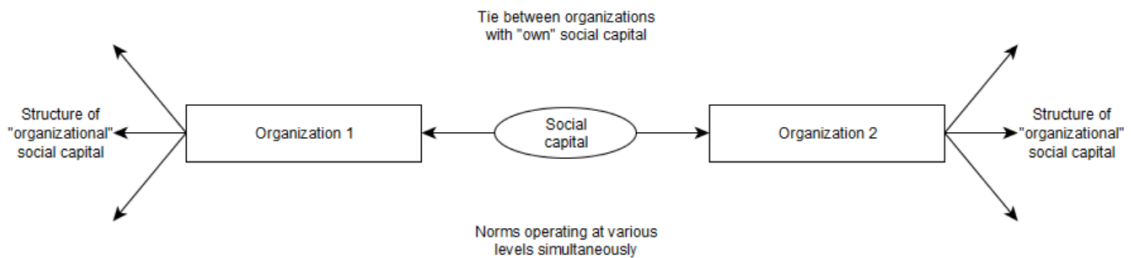 Tie between organizations
with "own" social capital
Structure of
"organizational"
social capital
Organization 1
Social
capital
Organization 2
Structure of
"organizational"
social capital
Norms operating at various
levels simultaneously